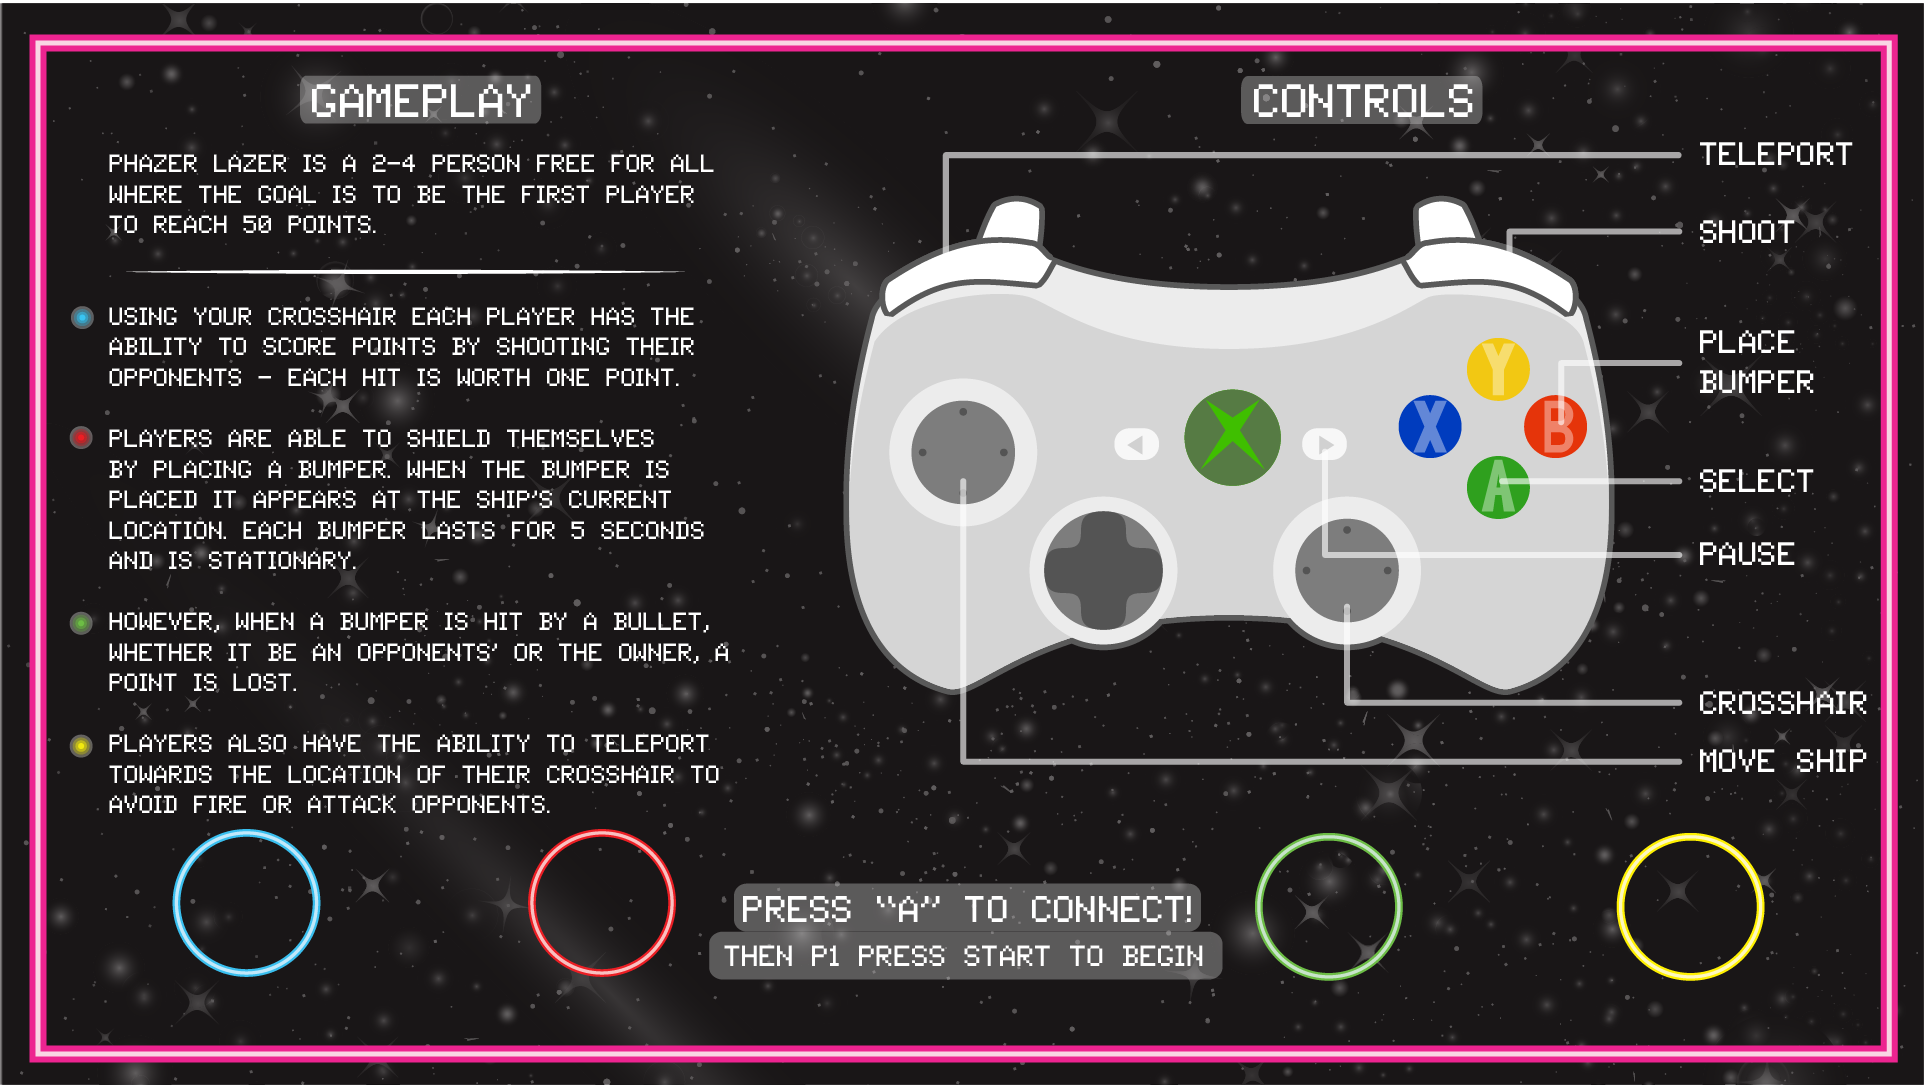 GAMEPLAY
PHAZER LAZER IS A 2-4 PERSON FREE FOR ALL
WHERE THE GOAL IS TO BE THE FIRST PLAYER
TO REACH 50 POINTS.
USING YOUR CROSSHAIR EACH PLAYER HAS THE
ABILITY TO SCORE POINTS BY SHOOTING THEIR
OPPONENTS - EACH HIT IS WORTH ONE POINT.
PLAYERS ARE ABLE TO SHIELD THEMSELVES
BY PLACING A BUMPER. WHEN THE BUMPER IS
PLACED IT APPEARS AT THE SHIP'S CURRENT
LOCATION. EACH BUMPER LASTS FOR 5 SECONDS
AND IS STATIONARY.
HOWEVER, WHEN A BUMPER IS HIT BY A BULLET,
WHETHER IT BE AN OPPONENTS' OR THE OWNER, A
POINT IS LOST.
PLAYERS ALSO HAVE THE ABILITY TO TELEPORT
TOWARDS THE LOCATION OF THEIR CROSSHAIR TO
AVOID FIRE OR ATTACK OPPONENTS.
CONTROLS
TELEPORT
SHOOT
PLACE
BUMPER
SELECT
PAUSE
CROSSHAIR
MOVE SHIP
Y
X
B
A
PRESS "A" TO CONNECT!
THEN P1 PRESS START TO BEGIN